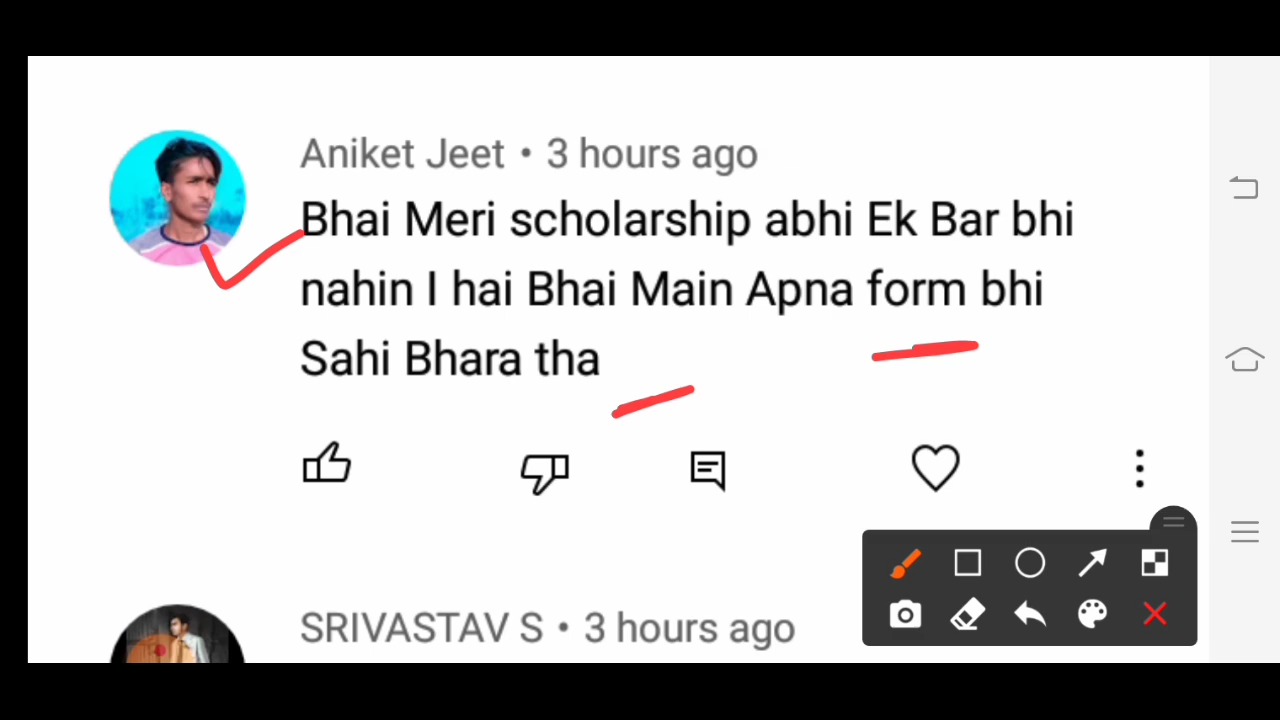 Aniket Jeet • 3 hours ago
Bhai Meri scholarship abhi Ek Bar bhi
nahin I hai Bhai Main Apna form bhi
Sahi Bhara tha
SRIVASTAV S • 3 hours ago